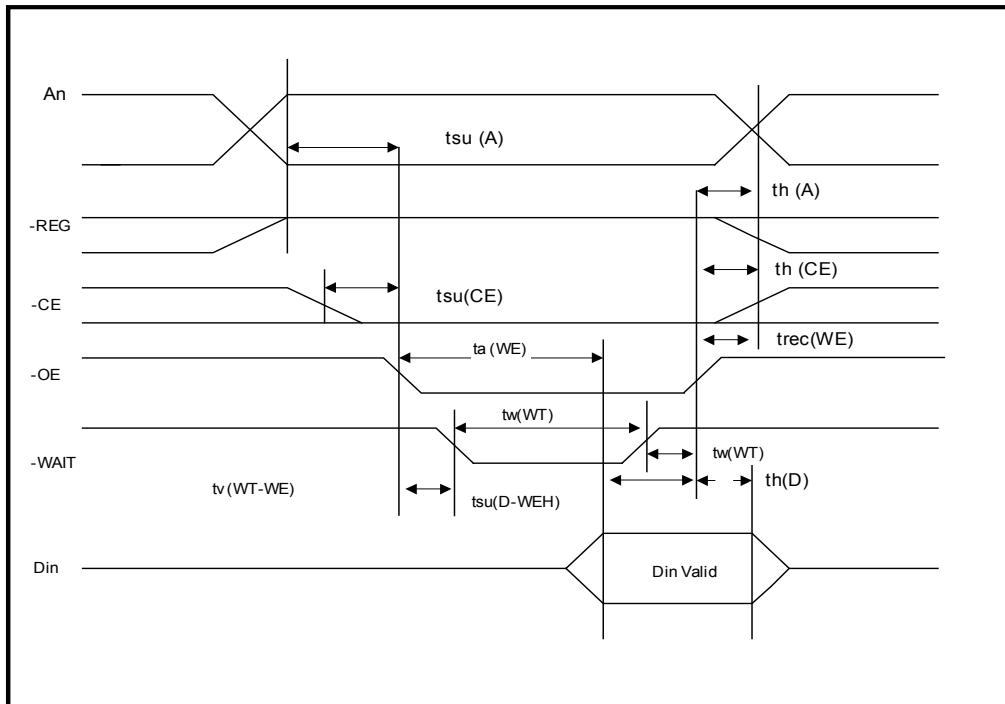 An
tsu (A)
th (A)
-REG
th (CE)
-CE
tsu(CE)
trec(WE)
ta (WE)
-OE
tw(WT)
tw(WT)
-WAIT
th(D)
tv(WT-WE)
tsu(D-WEH)
Din
Din Valid